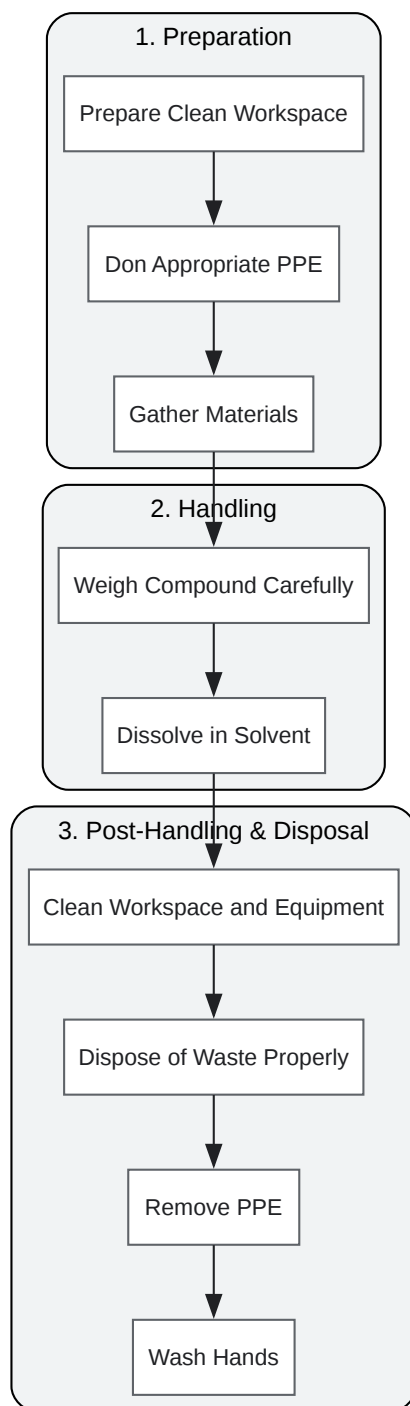 1. Preparation
Prepare Clean Workspace
Don Appropriate PPE
Gather Materials
2. Handling
Weigh Compound Carefully
Dissolve in Solvent
3. Post-Handling & Disposal
Clean Workspace and Equipment
Dispose of Waste Properly
Remove PPE
Wash Hands